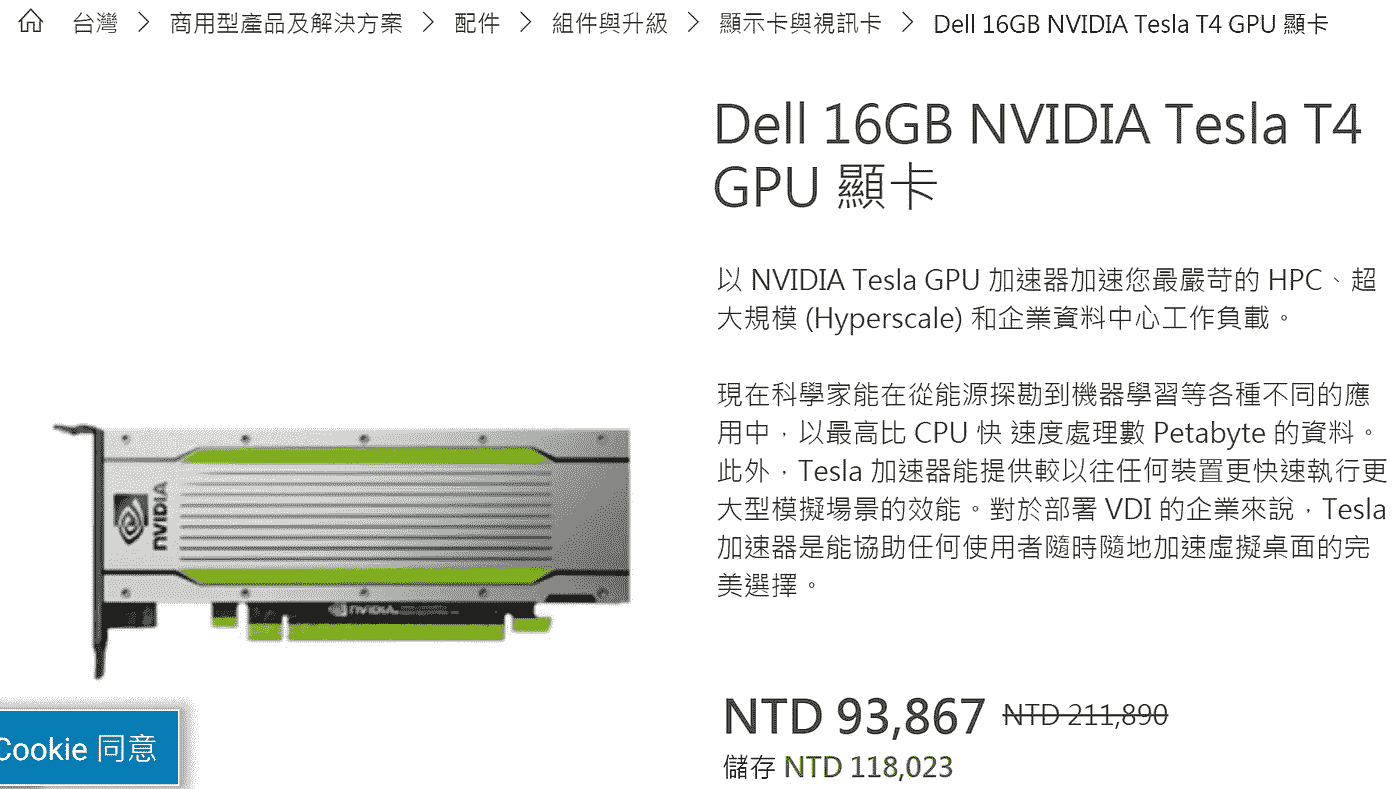 台灣 > 商用型產品及解決方案 > 配件 > 組件與升級 > 顯示卡與視訊卡 > Dell 16GB NVIDIA Tesla T4 GPU 顯卡
Dell 16GB NVIDIA Tesla T4
GPU 顯卡
以 NVIDIA Tesla GPU 加速器加速您最嚴苛的 HPC、超
大規模 (Hyperscale) 和企業資料中心工作負載。
現在科學家能在從能源探勘到機器學習等各種不同的應
用中，以最高比 CPU 快 速度處理數 Petabyte 的資料。
此外，Tesla 加速器能提供較以往任何裝置更快速執行更
大型模擬場景的效能。對於部署 VDI 的企業來說，Tesla
加速器是能協助任何使用者隨時隨地加速虛擬桌面的完
美選擇。
NVIDIA
NVIDIA
NTD 93,867 NTD 211,890
儲存 NTD 118,023
Cookie 同意